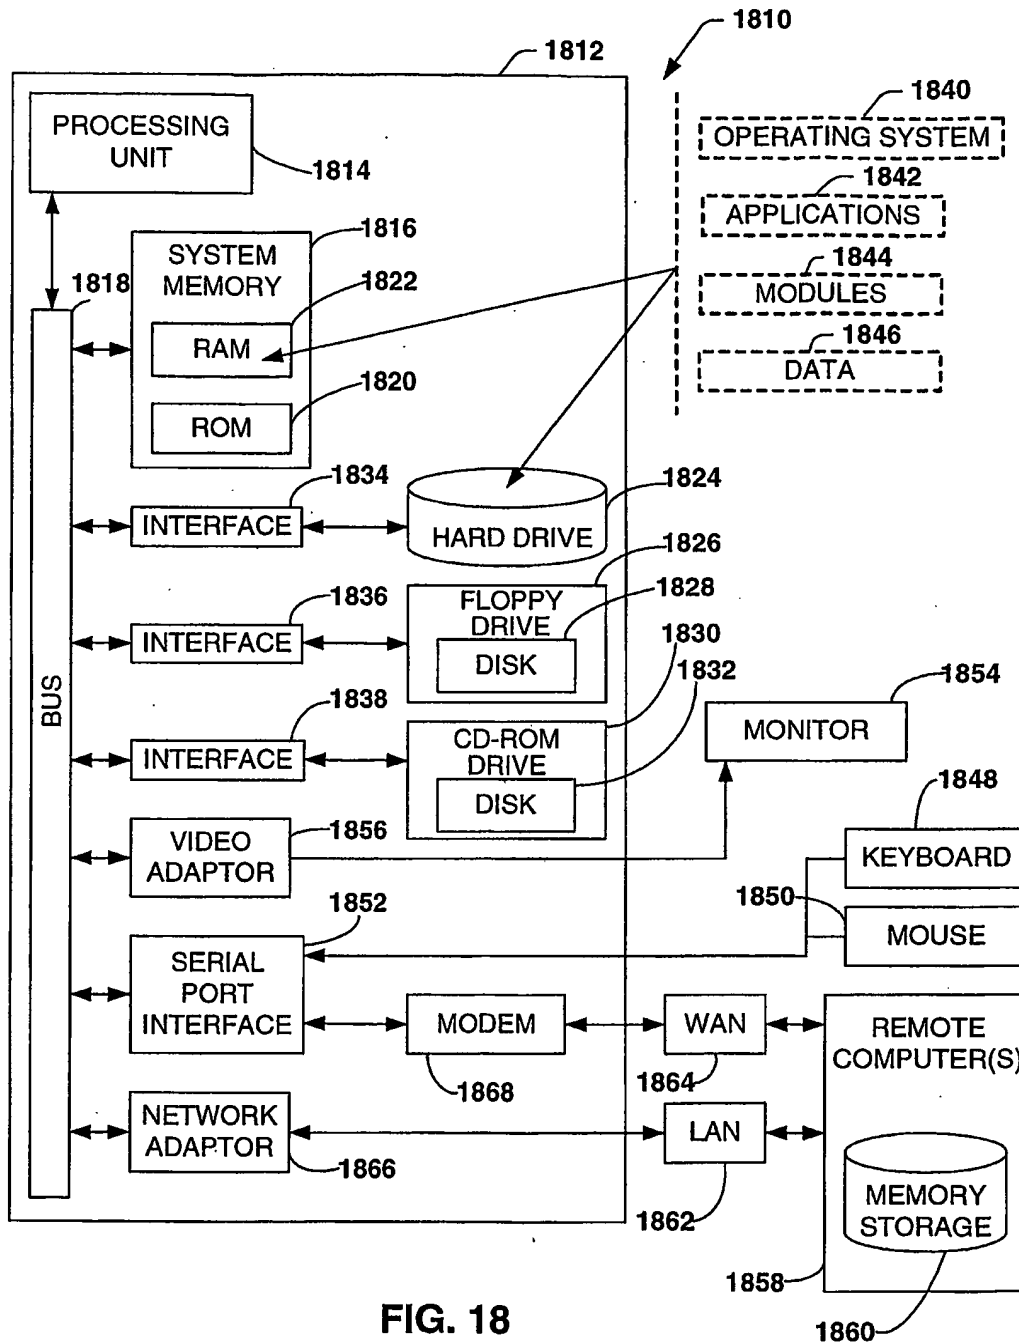 1810
1812
1840
PROCESSING
UNIT
OPERATING SYSTEM
1814
1842
APPLICATIONS
1816
SYSTEM
MEMORY
1818
1844
1822
MODULES
RAM
1846
DATA
1820
ROM
1834
1824
INTERFACE
HARD DRIVE
1826
1836
FLOPPY
DRIVE
1828
INTERFACE
DISK
1830
1832
1854
BUS
1838
MONITOR
CD-ROM
DRIVE
INTERFACE
DISK
1848
1856
VIDEO
ADAPTOR
KEYBOARD
1852
1850
MOUSE
SERIAL
PORT
INTERFACE
MODEM
WAN
REMOTE
COMPUTER(S)
1868
1864
NETWORK
ADAPTOR
LAN
1866
MEMORY
STORAGE
1862
1858
1860
FIG. 18